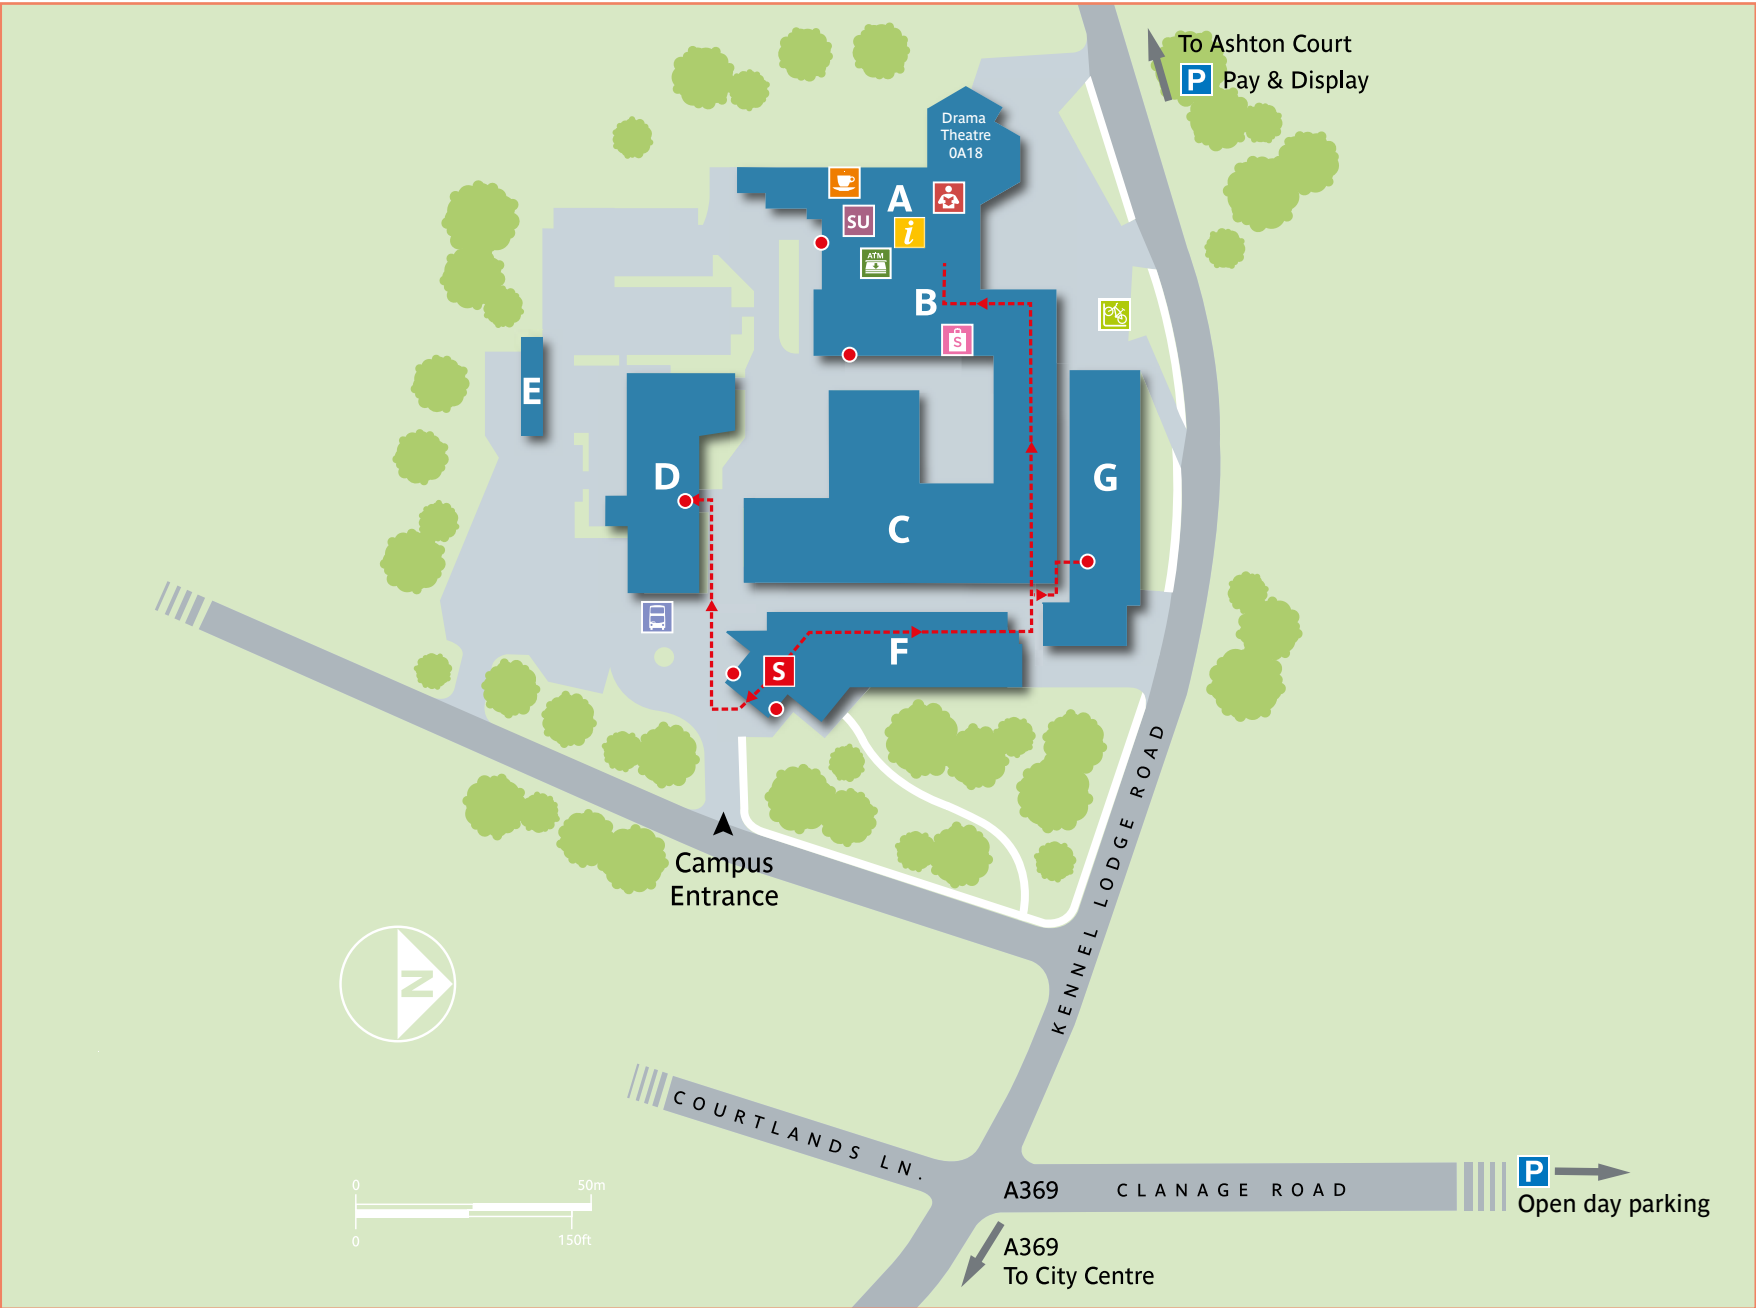 To Ashton Court
P Pay & Display
Drama
Theatre
0A18
A
SU
i
ATM
B
S
E
D
G
C
F
S
Campus
Entrance
N
KENNEL LODGE ROAD
COURTLANDS LN.
0 50m
0 150ft
A369 CLANAGE ROAD
P
Open day parking
A369
To City Centre